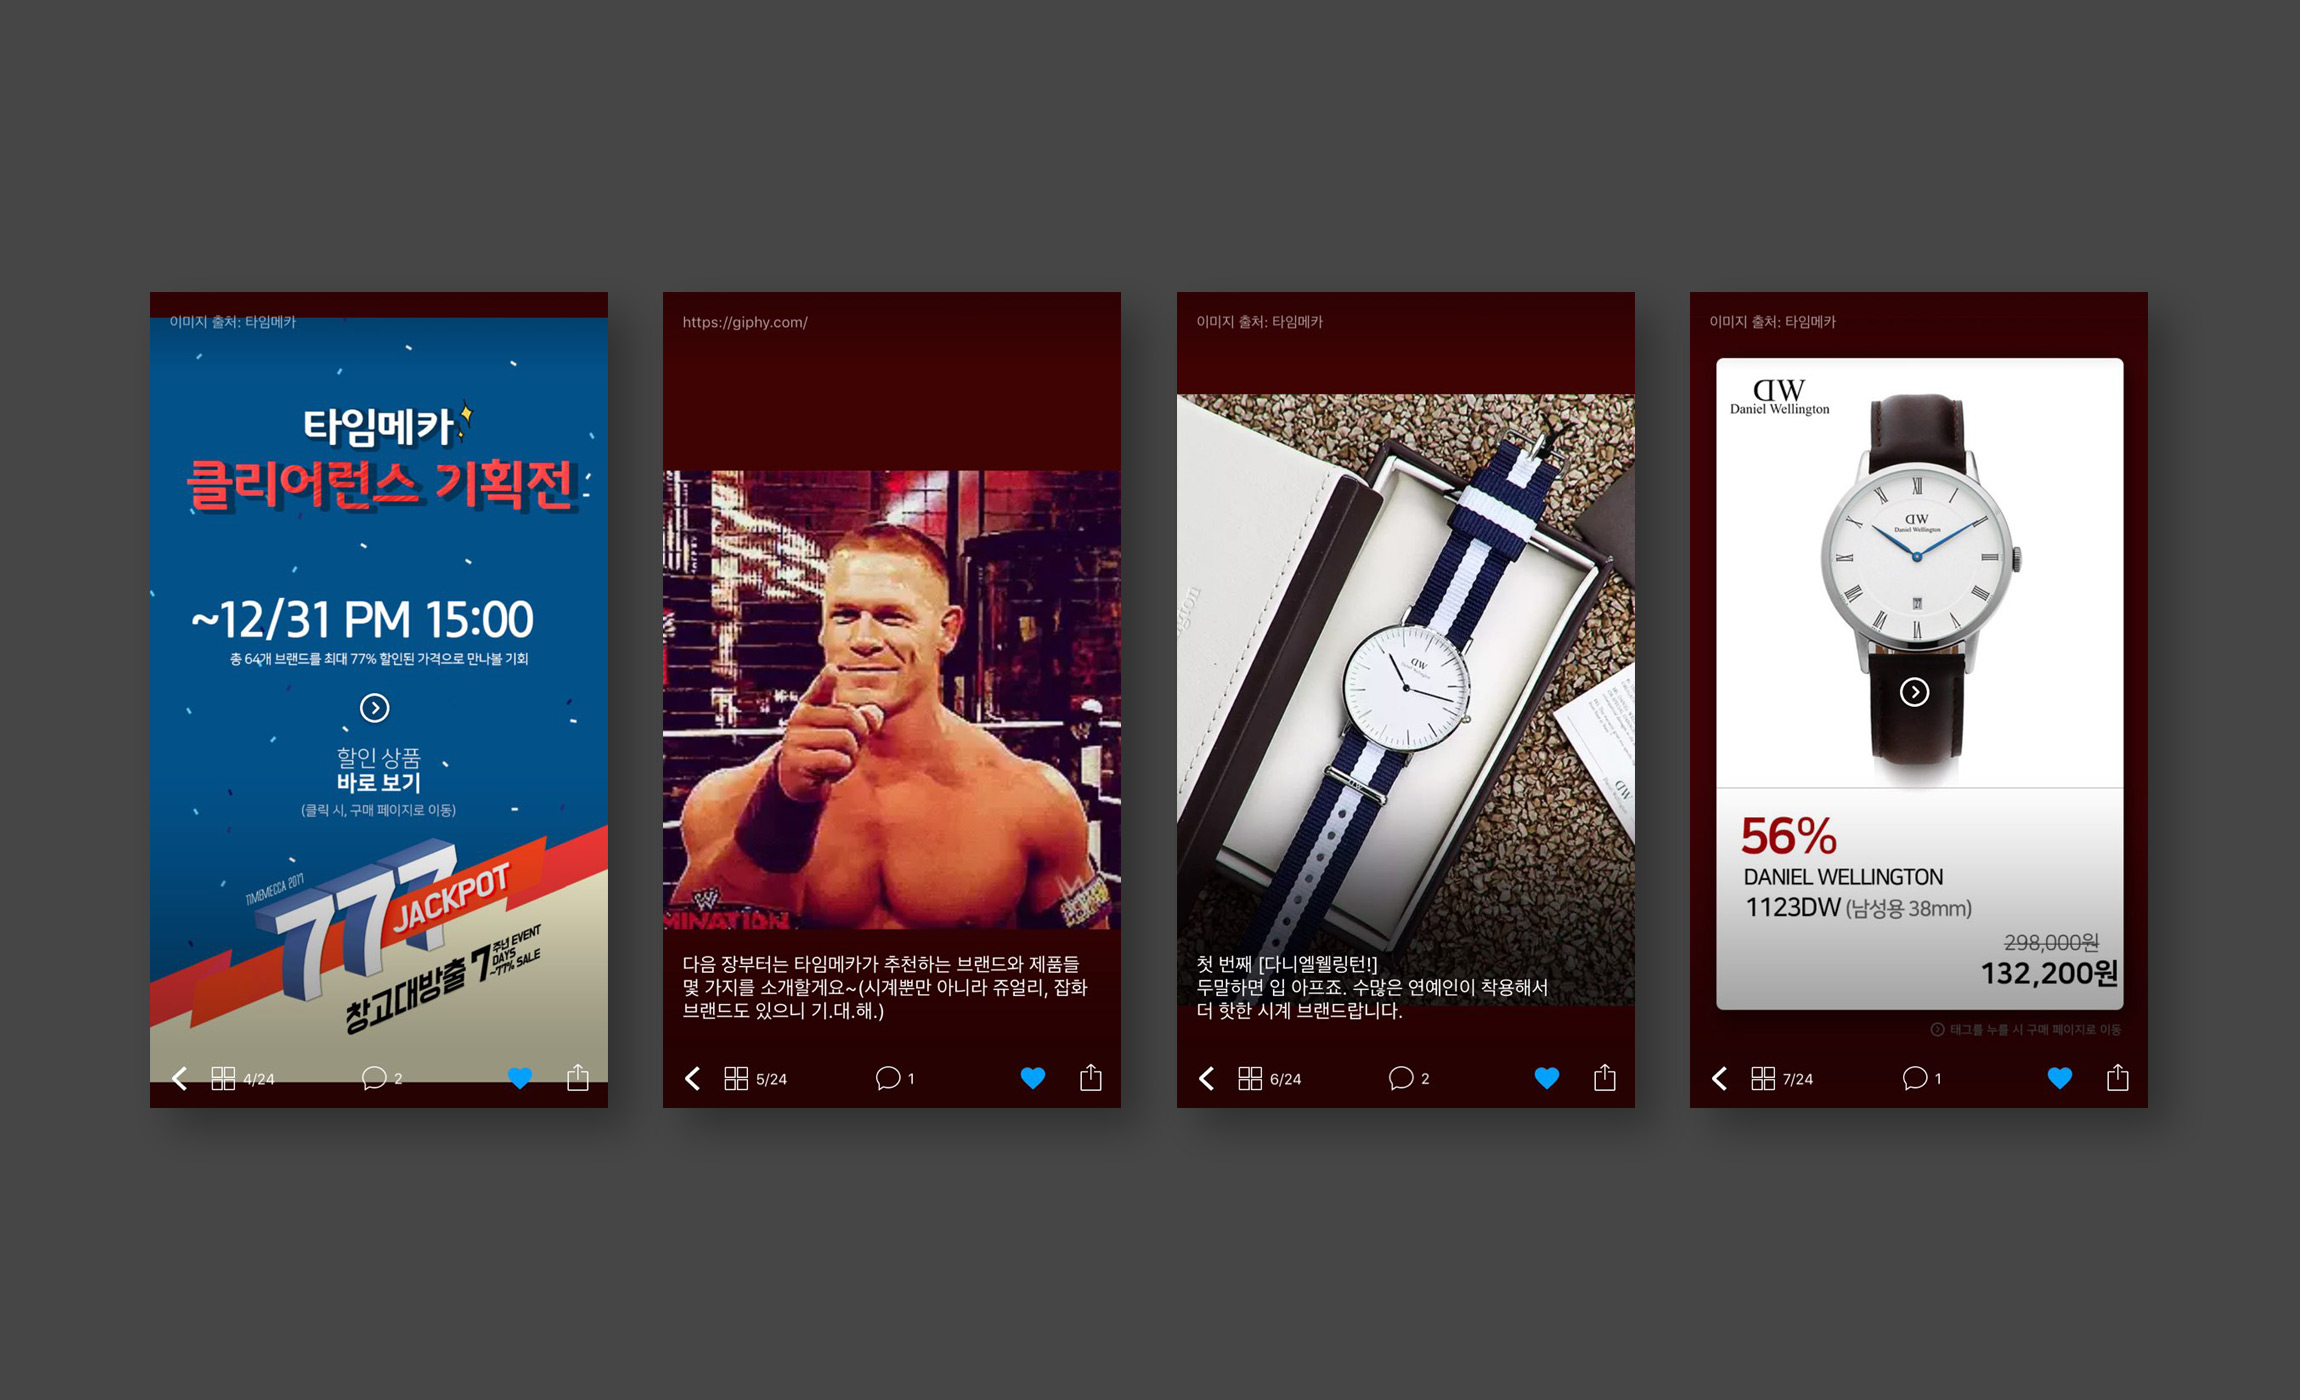 이미지 출처: 타임메카
타임메카
클리어런스 기획전
~12/31 PM 15:00
총 64개 브랜드를 최대 77% 할인된 가격으로 만나볼 기회
할인 상품
바로 보기
(클릭 시, 구매 페이지로 이동)
TIMEMECCA 2017
777
JACKPOT
창고대방출 7주년 EVENT
DAYS
~77% SALE
4/24
2
https://giphy.com/
다음 장부터는 타임메카가 추천하는 브랜드와 제품들
몇 가지를 소개할게요~(시계뿐만 아니라 쥬얼리, 잡화
브랜드도 있으니 기.대.해.)
5/24
1
이미지 출처: 타임메카
DW
첫 번째 [다니엘웰링턴!]
두말하면 입 아프죠. 수많은 연예인이 착용해서
더 핫한 시계 브랜드랍니다.
6/24
2
이미지 출처: 타임메카
DW
Daniel Wellington
DW
Daniel Wellington
56%
DANIEL WELLINGTON
1123DW (남성용 38mm)
298,000원
132,200원
태그를 누를 시 구매 페이지로 이동
7/24
1